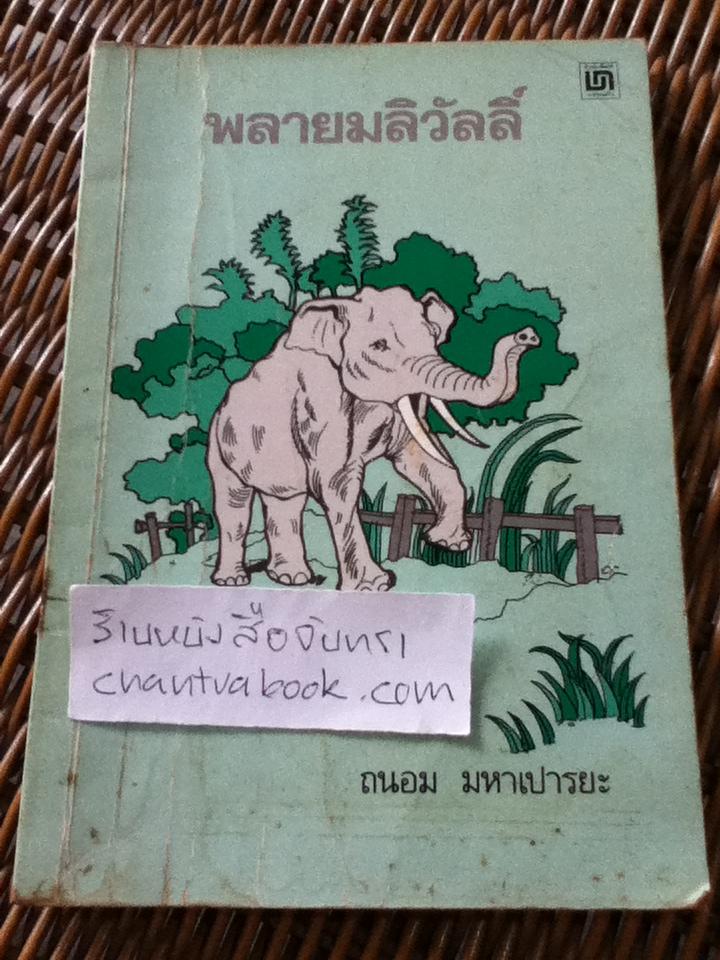 พลายมลิวัลลิ์
ร้านหนังสือจันทรา
chantrabook.com
ถนอม มหาเปารยะ